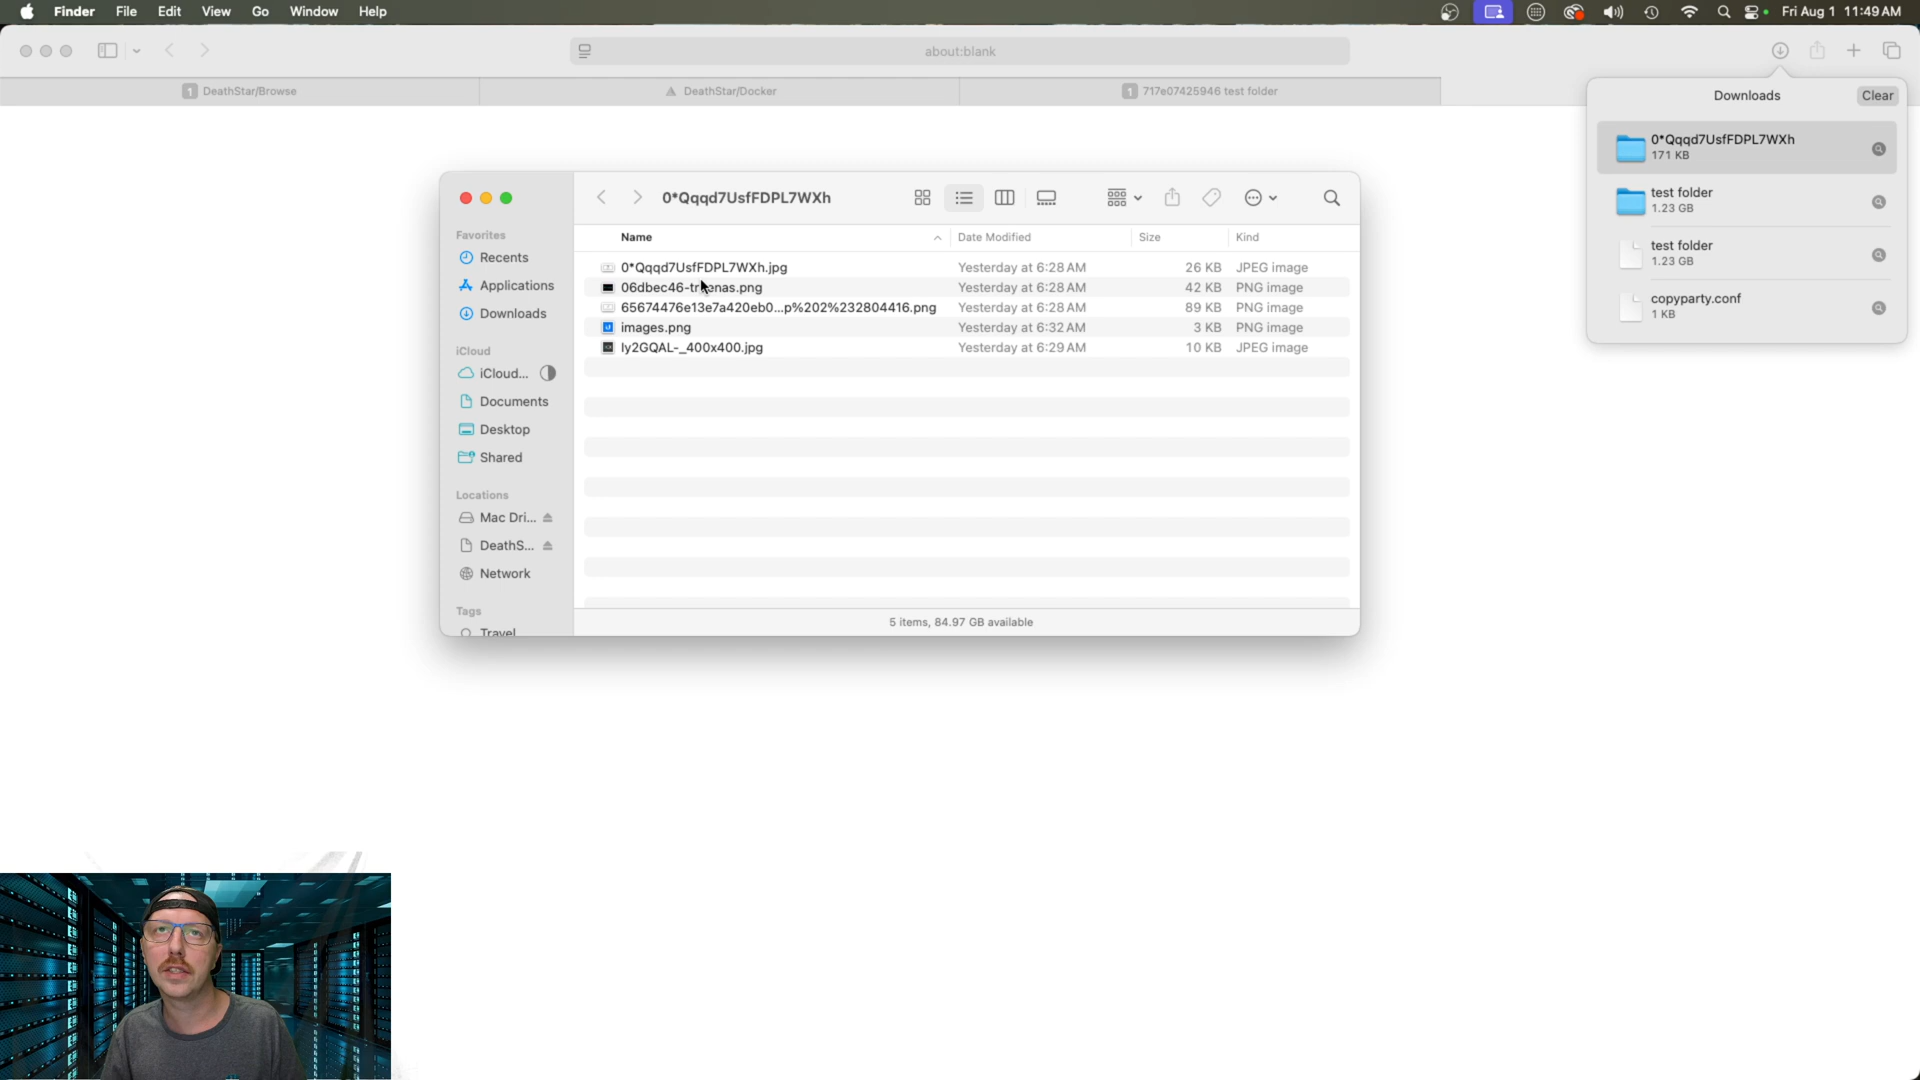 Finder File Edit View Go Window Help
Fri Aug 1 11:49 AM
about:blank
1 DeathStar/Browse
DeathStar/Docker
1 717e07425946 test folder
Downloads
Clear
0*Qqqd7UsfFDPL7WXh
171 KB
test folder
1.23 GB
test folder
1.23 GB
copyparty.conf
1 KB
0*Qqqd7UsfFDPL7WXh
Favorites
Recents
Applications
Downloads
iCloud
iCloud...
Documents
Desktop
Shared
Locations
Mac Dri...
DeathS...
Network
Tags
Travel
Name Date Modified Size Kind
0*Qqqd7UsfFDPL7WXh.jpg Yesterday at 6:28 AM 26 KB JPEG image
06dbec46-truenas.png Yesterday at 6:28 AM 42 KB PNG image
65674476e13e7a420eb0...p%202%232804416.png Yesterday at 6:28 AM 89 KB PNG image
images.png Yesterday at 6:32 AM 3 KB PNG image
Iy2GQAL-_400x400.jpg Yesterday at 6:29 AM 10 KB JPEG image
5 items, 84.97 GB available